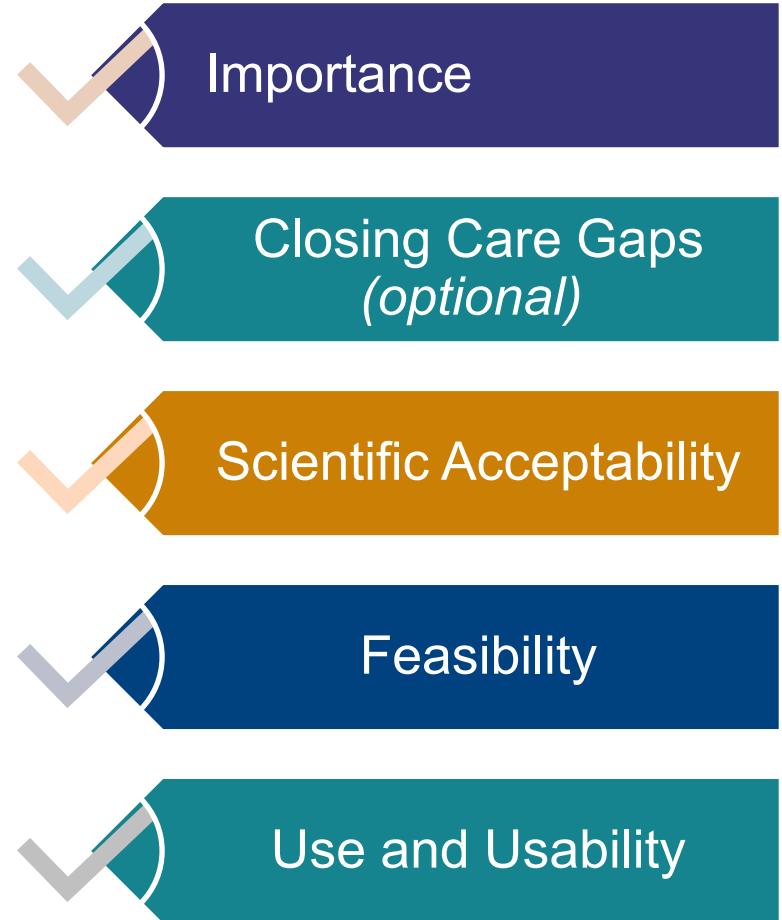 Importance
Closing Care Gaps
(optional)
Scientific Acceptability
Feasibility
Use and Usability